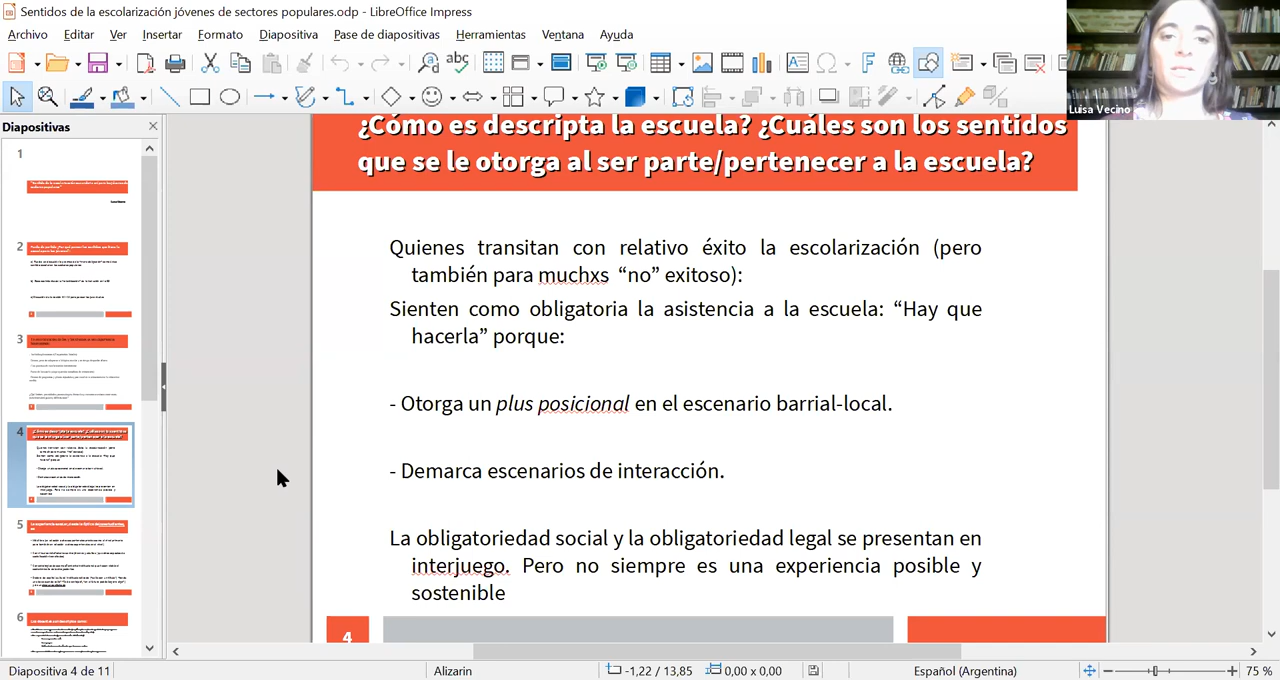 Sentidos de la escolarización jóvenes de sectores populares.odp - LibreOffice Impress
Archivo Editar Ver Insertar Formato Diapositiva Pase de diapositivas Herramientas Ventana Ayuda
abc
Luisa Vecino
Diapositivas
1
2
3
4
5
6
¿Cómo es descripta la escuela? ¿Cuáles son los sentidos
que se le otorga al ser parte/pertenecer a la escuela?
Quienes transitan con relativo éxito la escolarización (pero
también para muchxs “no” exitoso):
Sienten como obligatoria la asistencia a la escuela: “Hay que
hacerla” porque:
- Otorga un plus posicional en el escenario barrial-local.
- Demarca escenarios de interacción.
La obligatoriedad social y la obligatoriedad legal se presentan en
interjuego. Pero no siempre es una experiencia posible y
sostenible
4
Diapositiva 4 de 11 Alizarin -1,22 / 13,85 0,00 x 0,00 Español (Argentina) 75 %